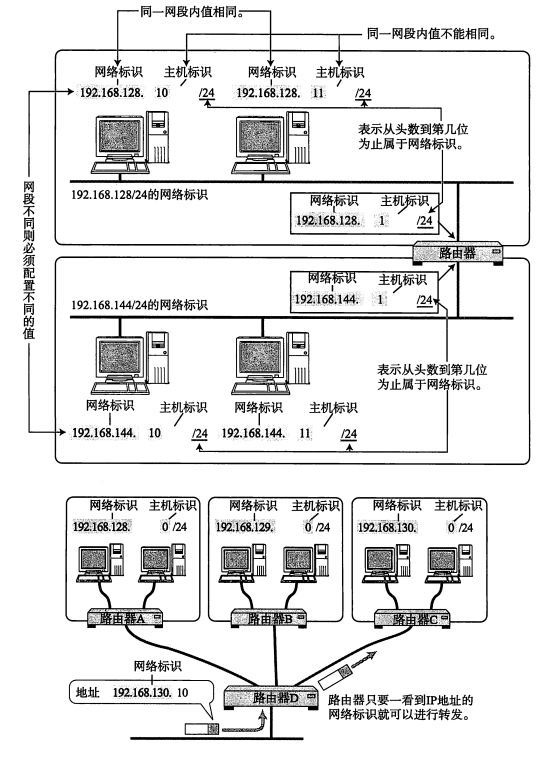 同一网段内值相同。
同一网段内值不能相同。
网络标识 主机标识 网络标识 主机标识
192.168.128. 10 /24 192.168.128. 11 /24
表示从头数到第几位
为止属于网络标识。
192.168.128/24的网络标识
网络标识 主机标识
192.168.128. 1 /24
路由器
网段不同则必须配置不同的值
网络标识 主机标识
192.168.144. 1 /24
192.168.144/24的网络标识
表示从头数到第几位
为止属于网络标识。
网络标识 主机标识 网络标识 主机标识
192.168.144. 10 /24 192.168.144. 11 /24
网络标识 主机标识 网络标识 主机标识 网络标识 主机标识
192.168.128. 0 /24 192.168.129. 0 /24 192.168.130. 0 /24
路由器A 路由器B 路由器C
网络标识
地址 192.168.130. 10
路由器D
路由器只要一看到IP地址的
网络标识就可以进行转发。